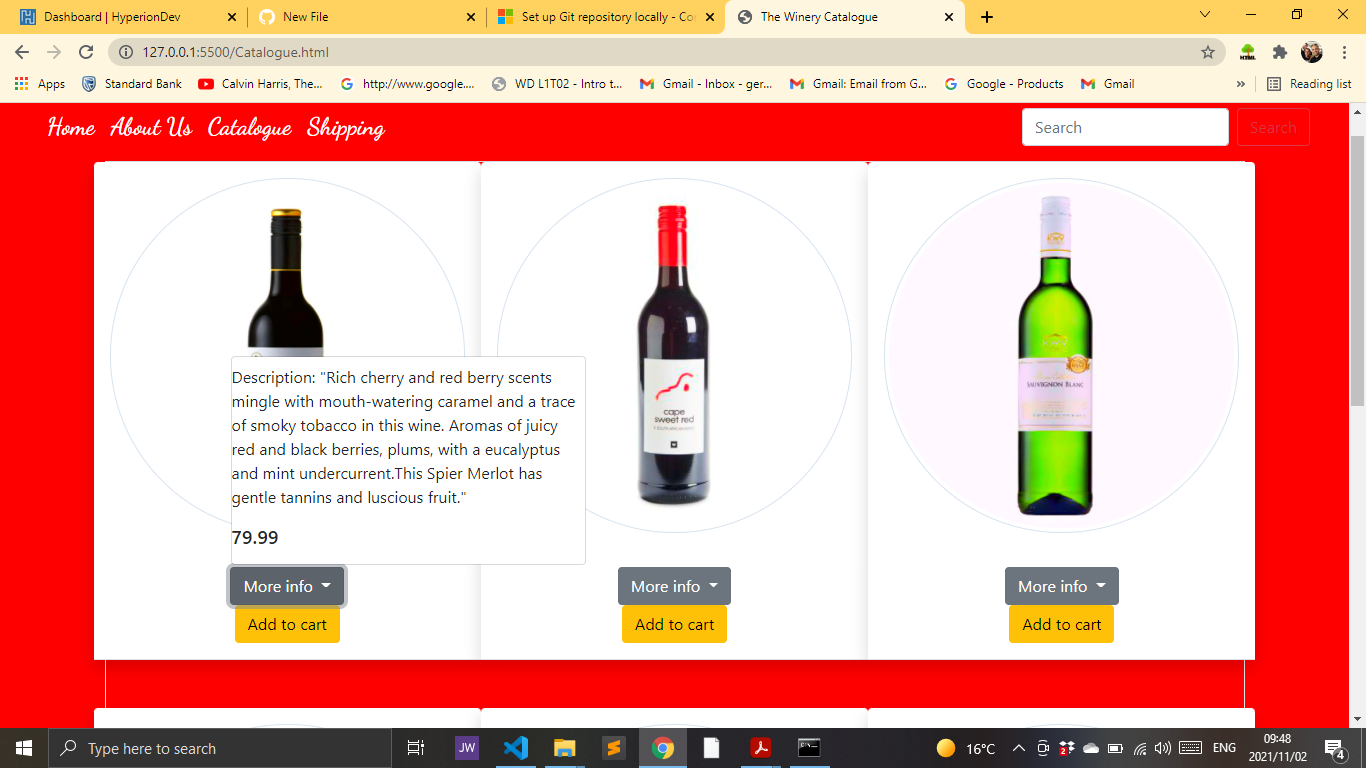 Dashboard | HyperionDev
New File
Set up Git repository locally - Co
The Winery Catalogue
127.0.0.1:5500/Catalogue.html
Apps
Standard Bank
Calvin Harris, The...
http://www.google....
WD L1T02 - Intro t...
Gmail - Inbox - ger...
Gmail: Email from G...
Google - Products
Gmail
»
Reading list
Home About Us Catalogue Shipping
Search
Search
cape
sweet red
SAUVIGNON BLANC
Description: "Rich cherry and red berry scents
mingle with mouth-watering caramel and a trace
of smoky tobacco in this wine. Aromas of juicy
red and black berries, plums, with a eucalyptus
and mint undercurrent.This Spier Merlot has
gentle tannins and luscious fruit."
79.99
More info
More info
More info
Add to cart
Add to cart
Add to cart
Type here to search
JW
16°C
ENG
09:48
2021/11/02
4